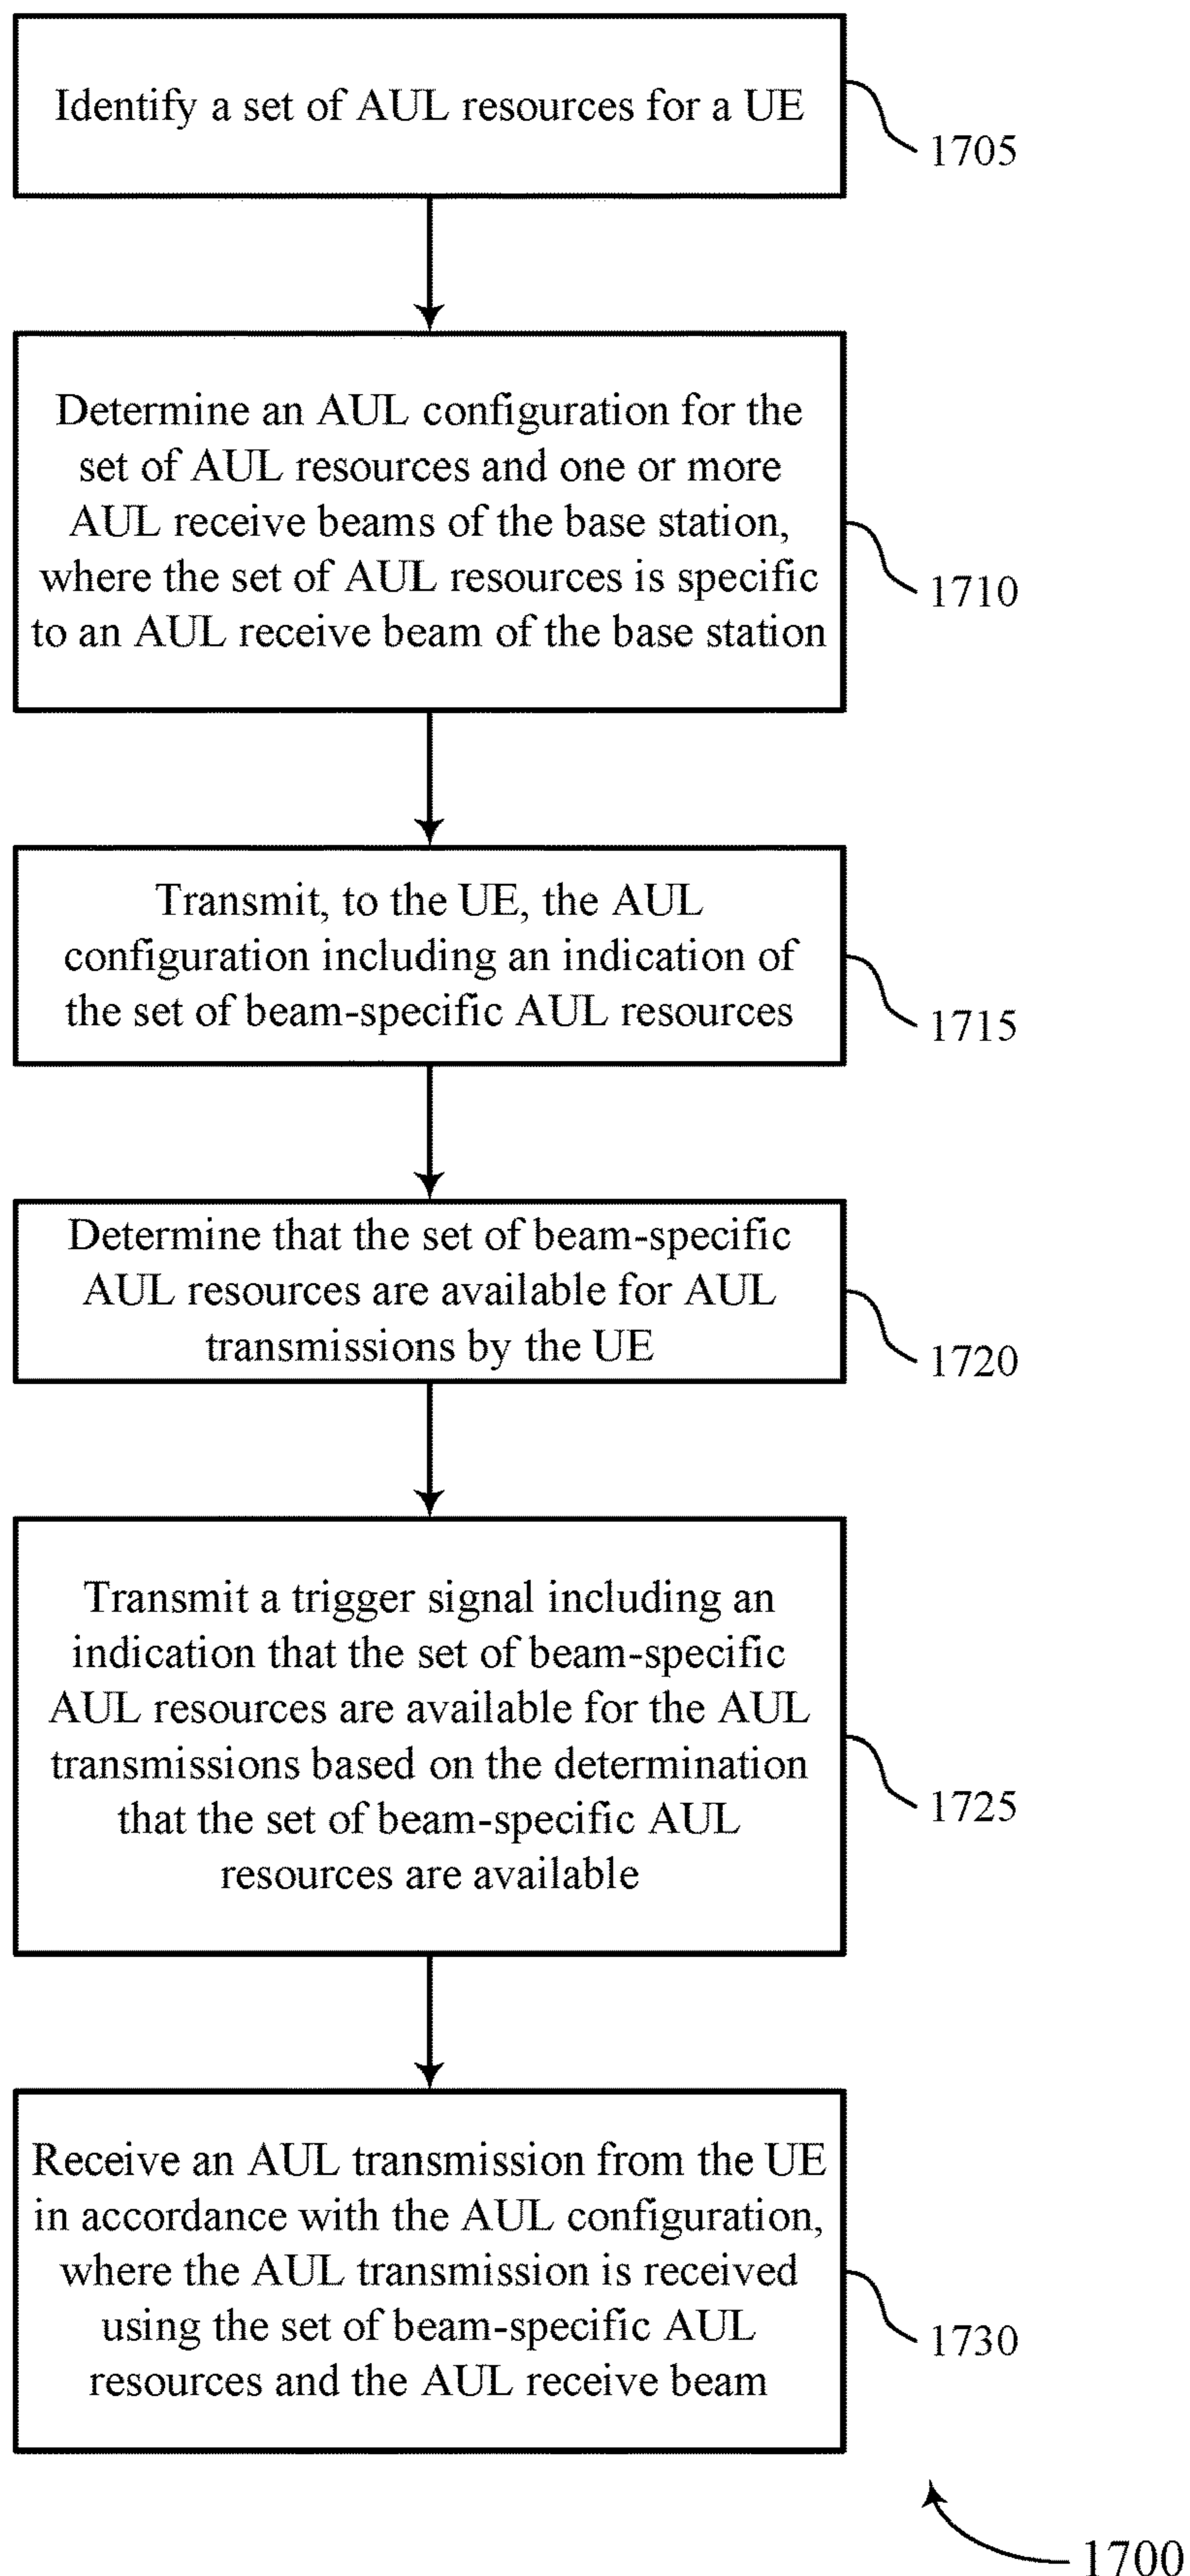 Identify a set of AUL resources for a UE
1705
Determine an AUL configuration for the
set of AUL resources and one or more
AUL receive beams of the base station,
where the set of AUL resources is specific
to an AUL receive beam of the base station
1710
Transmit, to the UE, the AUL
configuration including an indication of
the set of beam-specific AUL resources
1715
Determine that the set of beam-specific
AUL resources are available for AUL
transmissions by the UE
1720
Transmit a trigger signal including an
indication that the set of beam-specific
AUL resources are available for the AUL
transmissions based on the determination
that the set of beam-specific AUL
resources are available
1725
Receive an AUL transmission from the UE
in accordance with the AUL configuration,
where the AUL transmission is received
using the set of beam-specific AUL
resources and the AUL receive beam
1730
1700